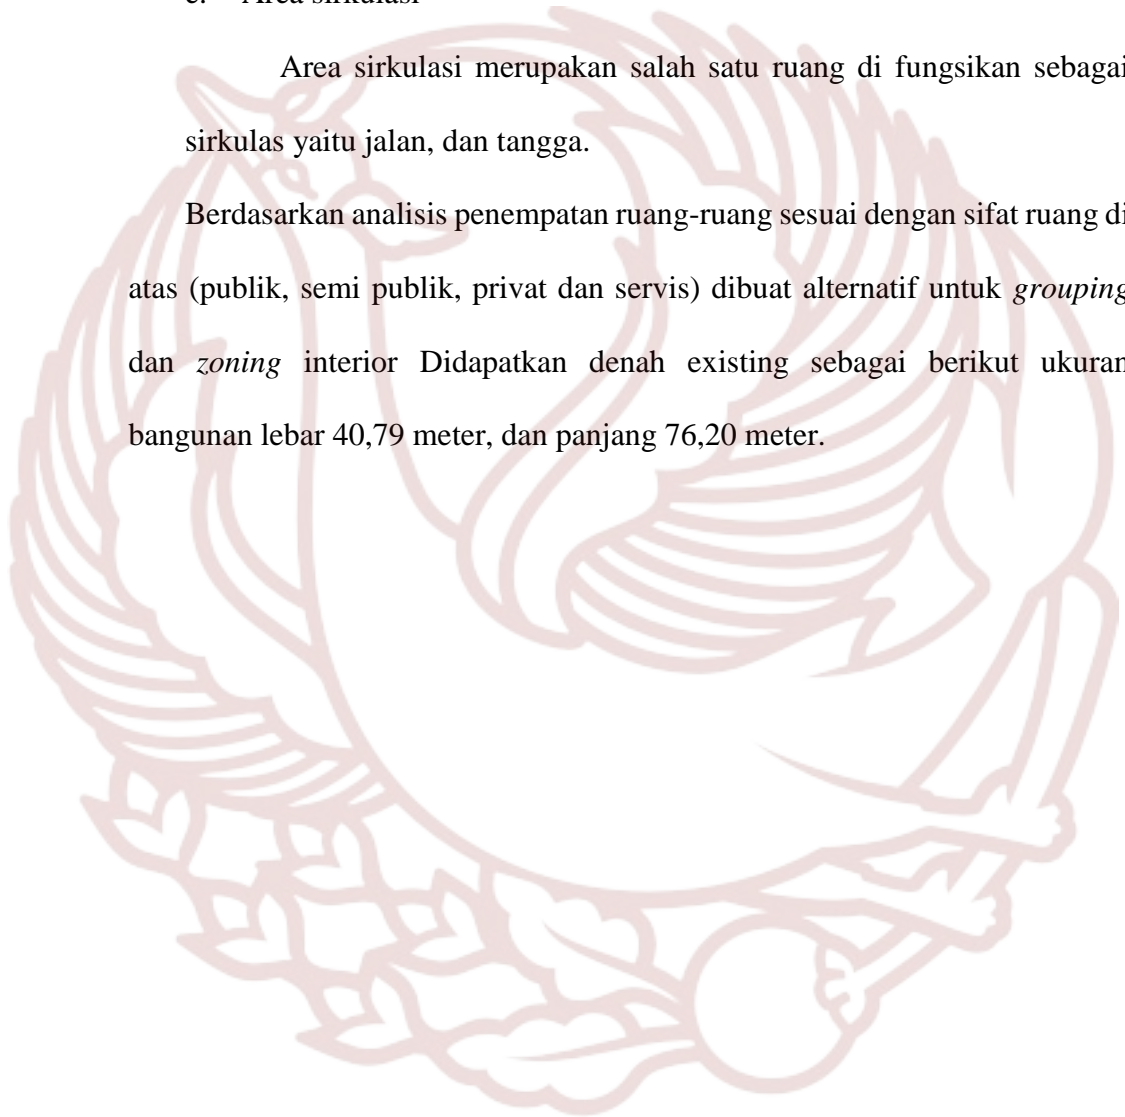 Area sirkulasi
Area sirkulasi merupakan salah satu ruang di fungsikan sebagai
sirkulas yaitu jalan, dan tangga.
Berdasarkan analisis penempatan ruang-ruang sesuai dengan sifat ruang di
atas (publik, semi publik, privat dan servis) dibuat alternatif untuk grouping
dan zoning interior Didapatkan denah existing sebagai berikut ukuran
bangunan lebar 40,79 meter, dan panjang 76,20 meter.